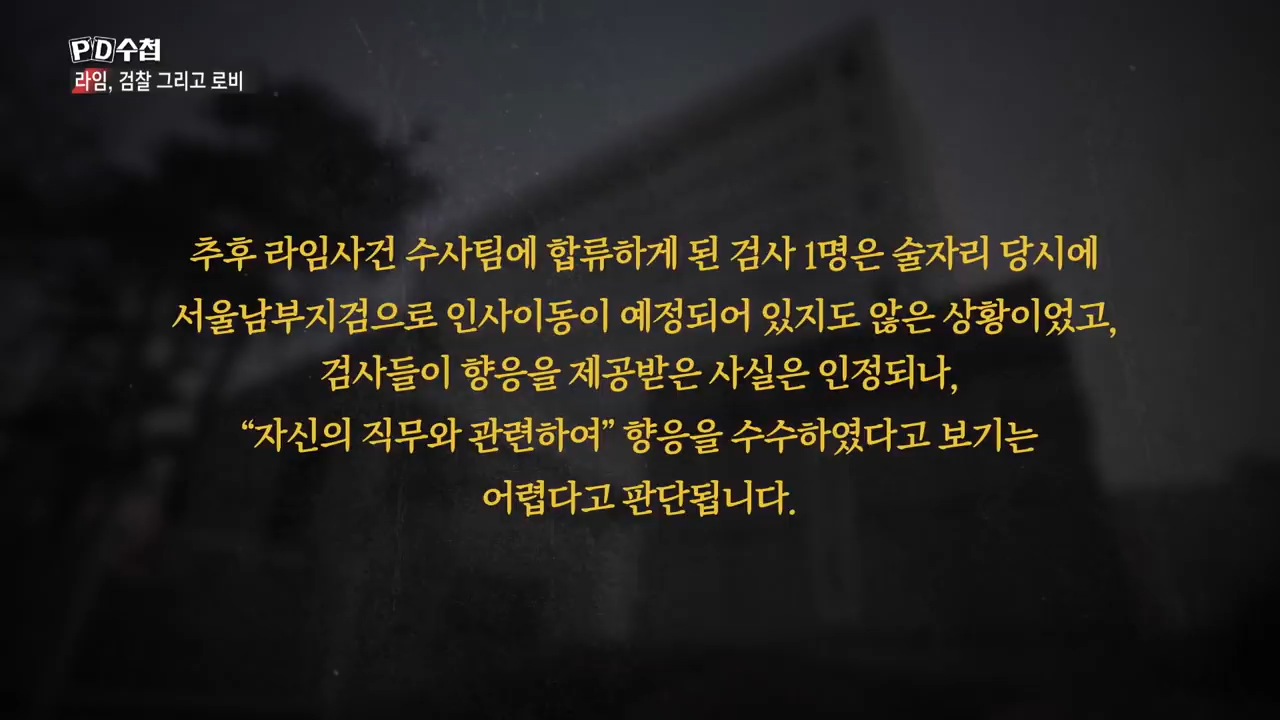 PD수첩
라임, 검찰 그리고 로비
추후 라임사건 수사팀에 합류하게 된 검사 1명은 술자리 당시에
서울남부지검으로 인사이동이 예정되어 있지도 않은 상황이었고,
검사들이 향응을 제공받은 사실은 인정되나,
“자신의 직무와 관련하여” 향응을 수수하였다고 보기는
어렵다고 판단됩니다.